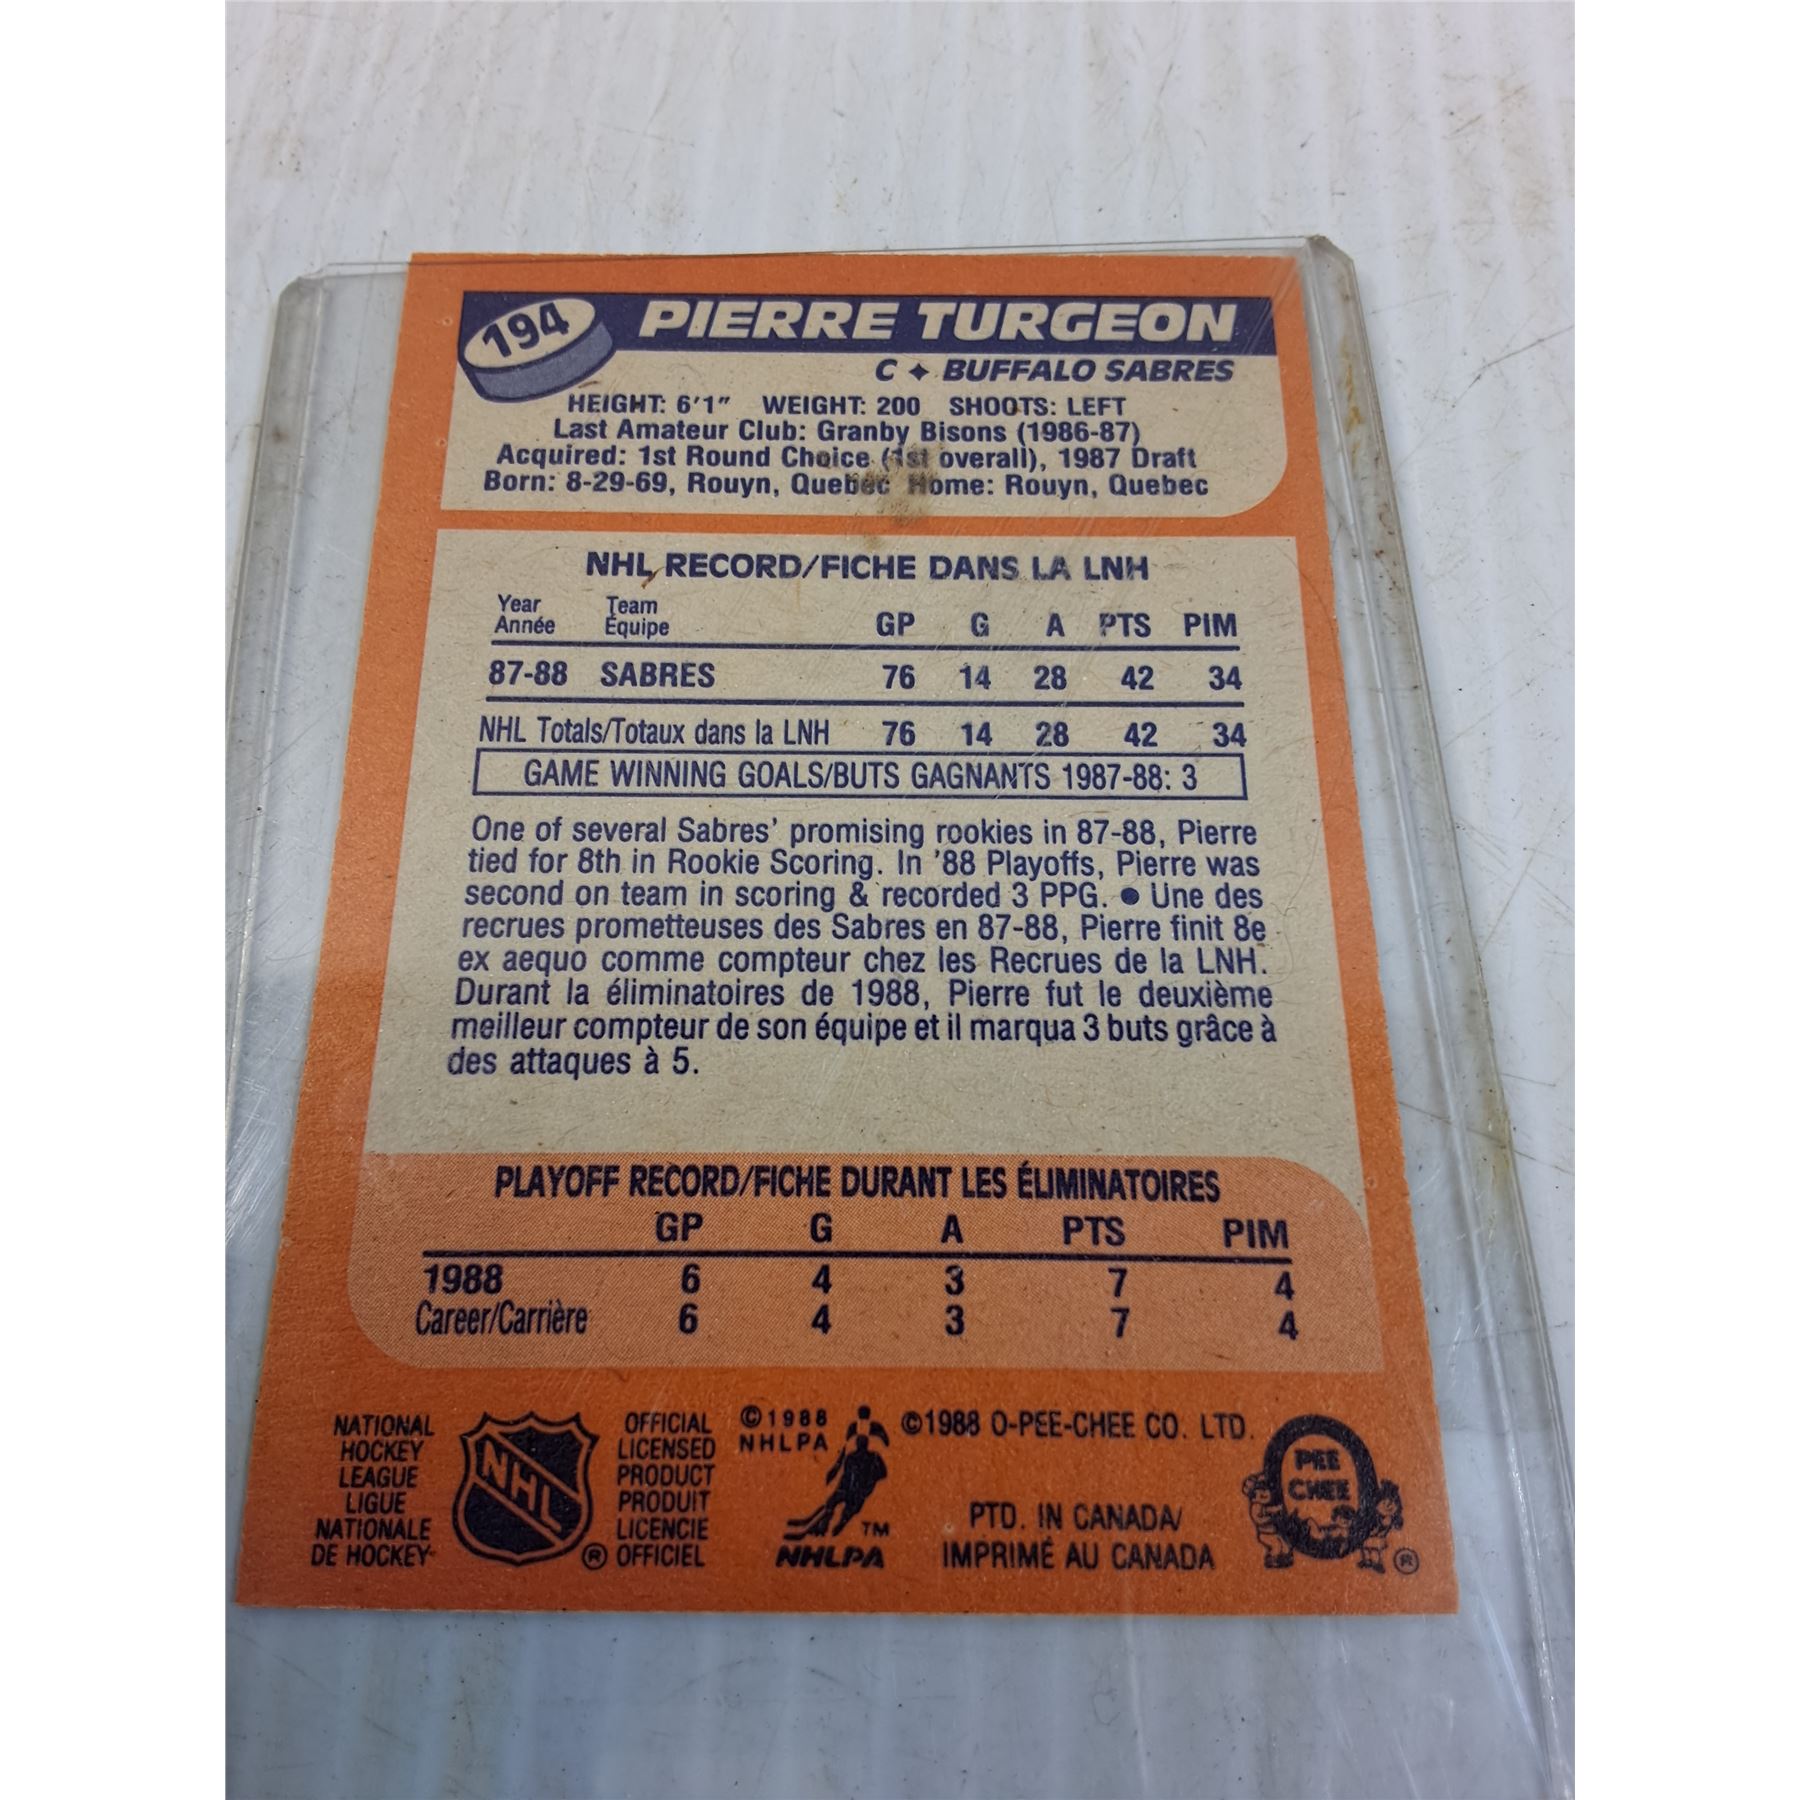 194
PIERRE TURGEON
C ✦ BUFFALO SABRES
HEIGHT: 6'1" WEIGHT: 200 SHOOTS: LEFT
Last Amateur Club: Granby Bisons (1986-87)
Acquired: 1st Round Choice (1st overall), 1987 Draft
Born: 8-29-69, Rouyn, Quebec Home: Rouyn, Quebec
NHL RECORD/FICHE DANS LA LNH
Year Team
Année Équipe GP G A PTS PIM
87-88 SABRES 76 14 28 42 34
NHL Totals/Totaux dans la LNH 76 14 28 42 34
GAME WINNING GOALS/BUTS GAGNANTS 1987-88: 3
One of several Sabres' promising rookies in 87-88, Pierre
tied for 8th in Rookie Scoring. In '88 Playoffs, Pierre was
second on team in scoring & recorded 3 PPG. ● Une des
recrues prometteuses des Sabres en 87-88, Pierre finit 8e
ex aequo comme compteur chez les Recrues de la LNH.
Durant la éliminatoires de 1988, Pierre fut le deuxième
meilleur compteur de son équipe et il marqua 3 buts grâce à
des attaques à 5.
PLAYOFF RECORD/FICHE DURANT LES ÉLIMINATOIRES
GP G A PTS PIM
1988 6 4 3 7 4
Career/Carrière 6 4 3 7 4
NATIONAL
HOCKEY
LEAGUE
LIGUE
NATIONALE
DE HOCKEY
NHL
®
OFFICIAL
LICENSED
PRODUCT
PRODUIT
LICENCIE
OFFICIEL
©1988
NHLPA
TM
NHLPA
©1988 O-PEE-CHEE CO. LTD.
PTD. IN CANADA/
IMPRIMÉ AU CANADA
PEE
CHEE
®